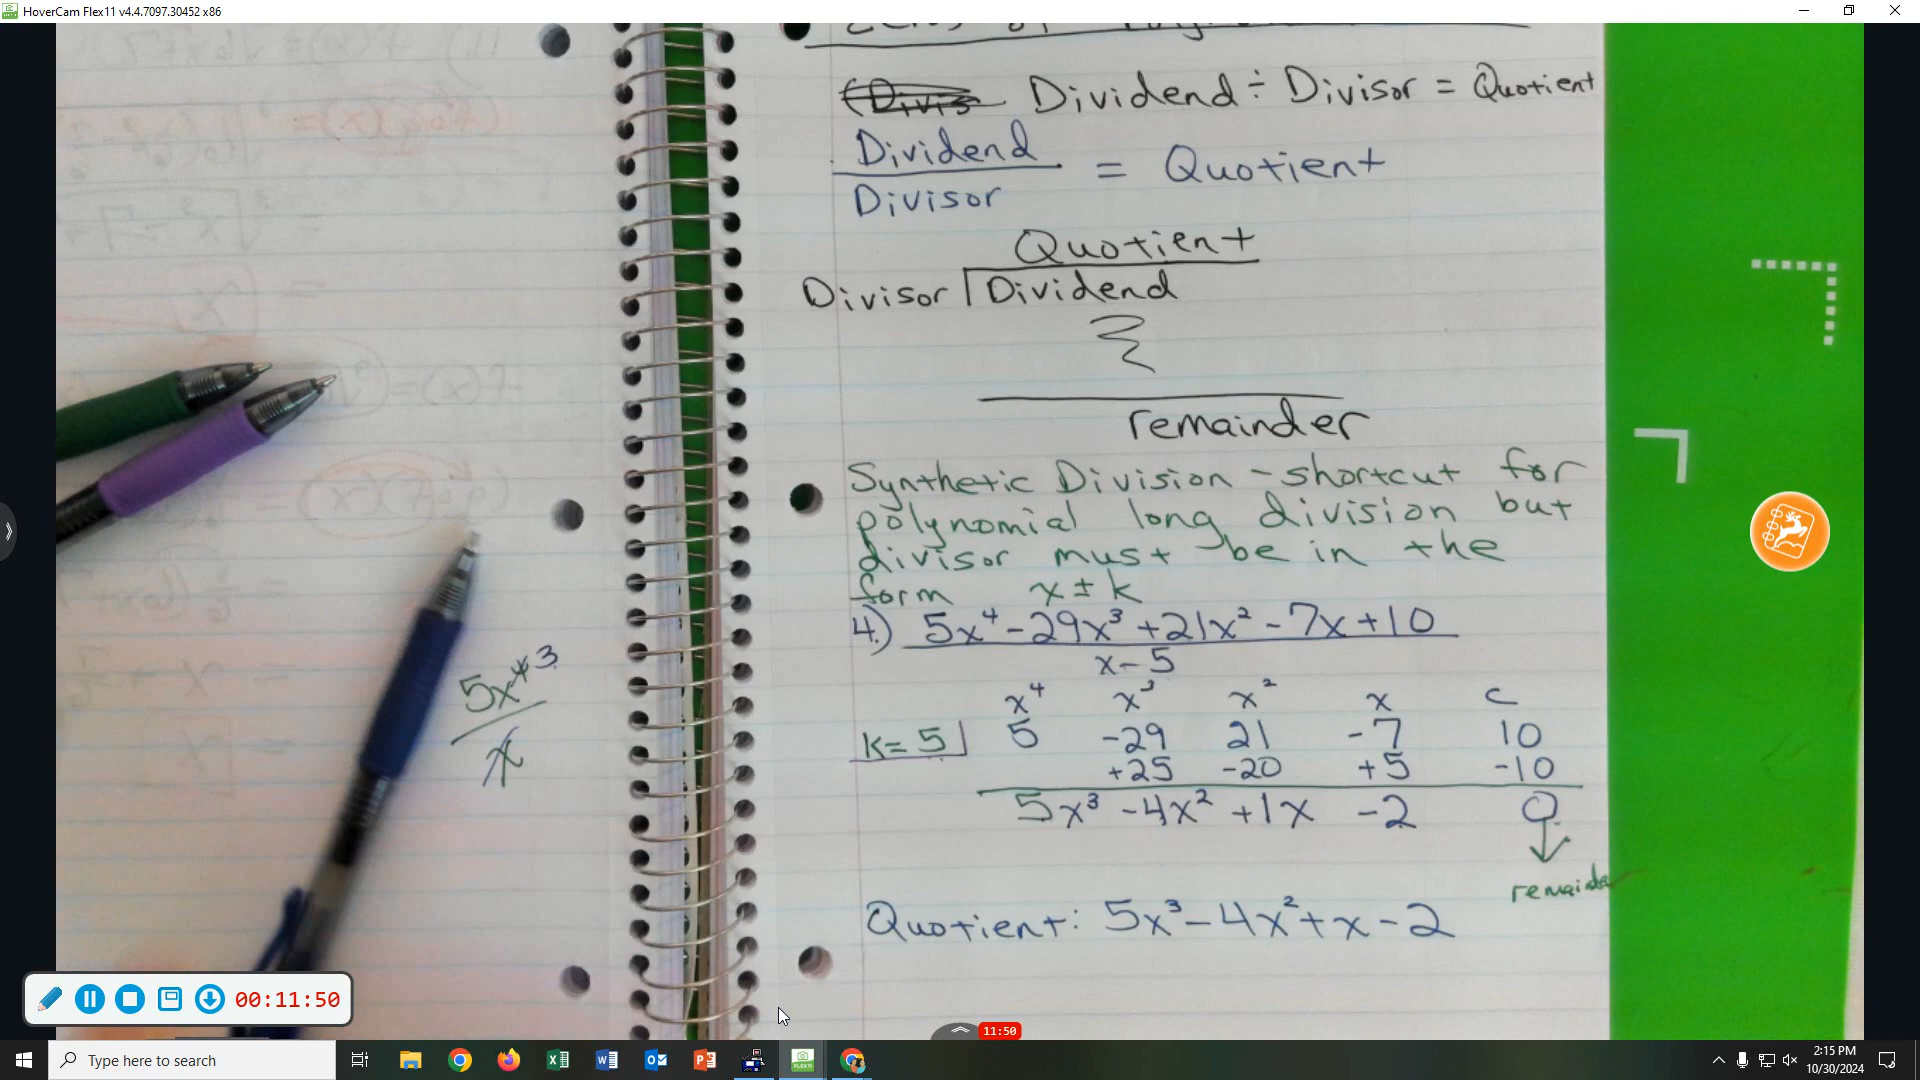 HoverCam Flex11 v4.4.7097.30452 x86
Dividend ÷ Divisor = Quotient
Dividend
Divisor
= Quotient
Quotient
Divisor Dividend
remainder
Synthetic Division - shortcut for
polynomial long division but
divisor must be in the
form x ± k
4.) 5x⁴ - 29x³ + 21x² - 7x + 10
x - 5
x⁴ x³ x² x c
k = 5 5 -29 21 -7 10
+25 -20 +5 -10
5x³ -4x² +1x -2 0
remainder
Quotient: 5x³ - 4x² + x - 2
5x⁴ 3
x
00:11:50
11:50
Type here to search
2:15 PM
10/30/2024